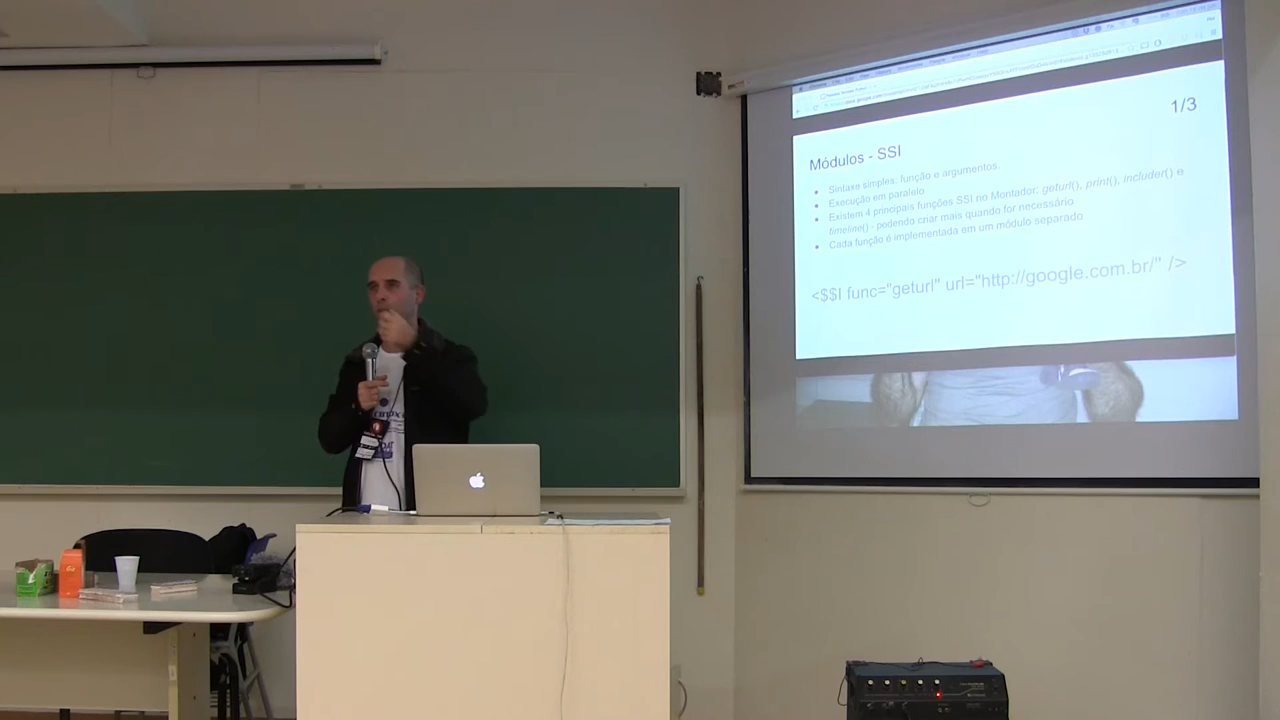 1/3
Módulos - SSI
Sintaxe simples: função e argumentos.
Execução em paralelo
Existem 4 principais funções SSI no Montador: geturl(), print(), includer() e
timeline() - podendo criar mais quando for necessário
Cada função é implementada em um módulo separado
<$$I func="geturl" url="http://google.com.br/" />